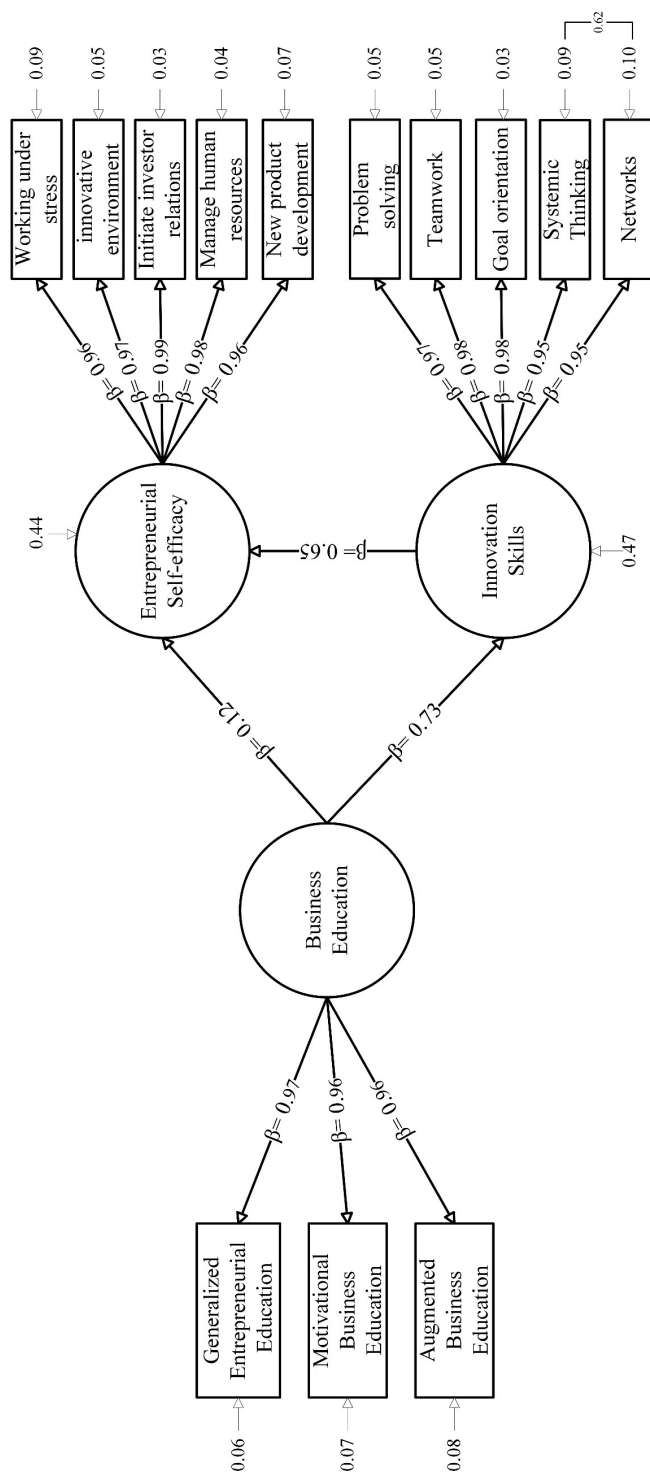 0.06
Generalized
Entrepreneurial
Education
0.07
Motivational
Business
Education
0.08
Augmented
Business
Education
β= 0.97
β= 0.96
β= 0.96
Business
Education
β= 0.12
β= 0.73
0.44
Entrepreneurial
Self-efficacy
β= 0.65
Innovation
Skills
0.47
β= 0.96
β= 0.97
β= 0.99
β= 0.98
β= 0.96
Working under
stress
0.09
innovative
environment
0.05
Initiate investor
relations
0.03
Manage human
resources
0.04
New product
development
0.07
β= 0.97
β= 0.98
β= 0.98
β= 0.95
β= 0.95
Problem
solving
0.05
Teamwork
0.05
Goal orientation
0.03
Systemic
Thinking
0.09
Networks
0.10
0.62